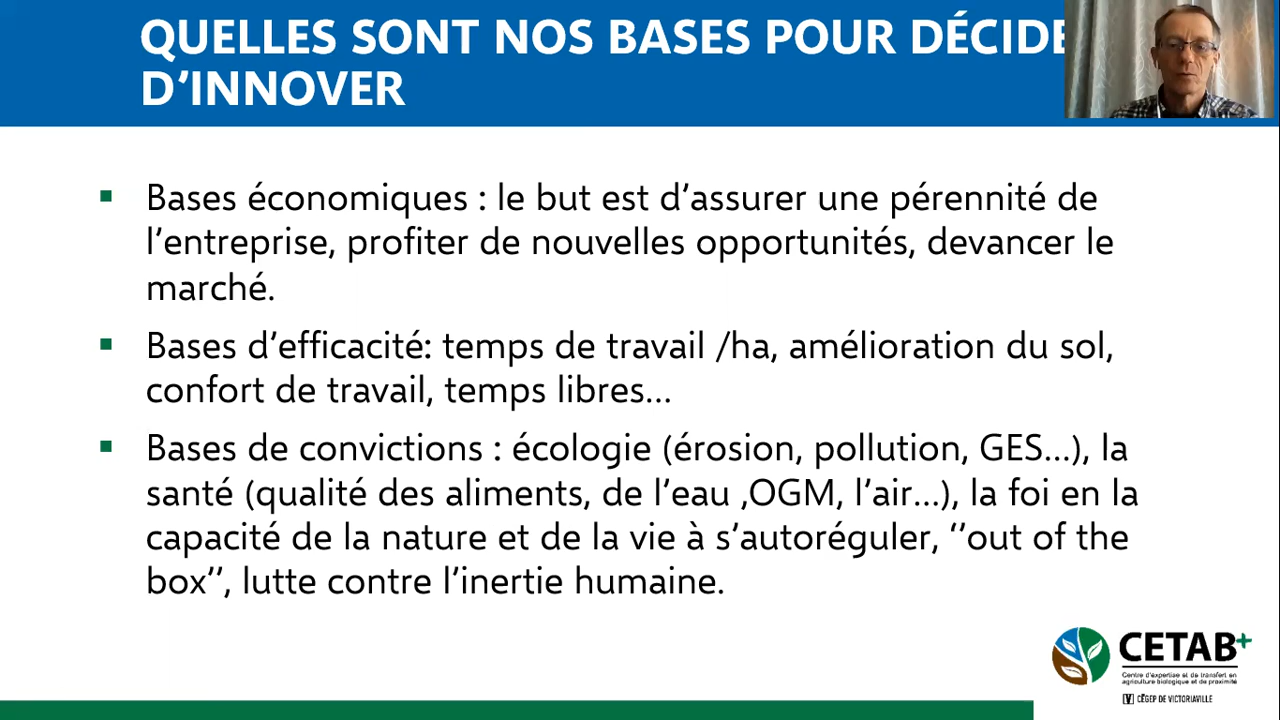 QUELLES SONT NOS BASES POUR DÉCIDE
D'INNOVER
▪ Bases économiques : le but est d'assurer une pérennité de
l'entreprise, profiter de nouvelles opportunités, devancer le
marché.
▪ Bases d'efficacité: temps de travail /ha, amélioration du sol,
confort de travail, temps libres...
▪ Bases de convictions : écologie (érosion, pollution, GES...), la
santé (qualité des aliments, de l'eau ,OGM, l'air...), la foi en la
capacité de la nature et de la vie à s'autoréguler, ''out of the
box'', lutte contre l'inertie humaine.
CETAB+
Centre d'expertise et de transfert en
agriculture biologique et de proximité
CÉGEP DE VICTORIAVILLE